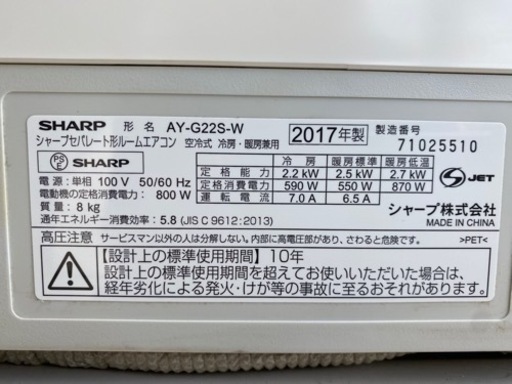 SHARP 形名 AY-G22S-W 2017年製 製造番号
シャープセパレート形ルームエアコン 空冷式 冷房・暖房兼用 71025510
PS E SHARP 冷房 暖房標準 暖房低温
定格能力 2.2 kW 2.5 kW 2.7 kW
電源:単相 100 V 50/60 Hz 定格消費電力 590 W 550 W 870 W
電動機の定格消費電力: 800 W 運転電流 7.0 A 6.5 A
S JET
質量: 8 kg
通年エネルギー消費効率: 5.8 (JIS C 9612:2013)
シャープ株式会社
MADE IN CHINA
高圧注意 サービスマン以外の人は分解しない。内部に高電圧部があり、さわると危険。 >PET<
【設計上の標準使用期間】10年
設計上の標準使用期間を超えてお使いいただいた場合は、
経年劣化による発火・けが等の事故に至るおそれがあります。